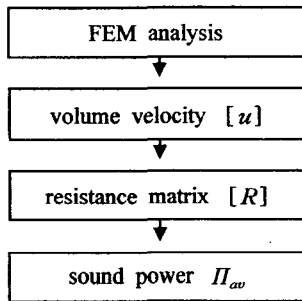 FEM analysis
volume velocity [u]
resistance matrix [R]
sound power Π_av